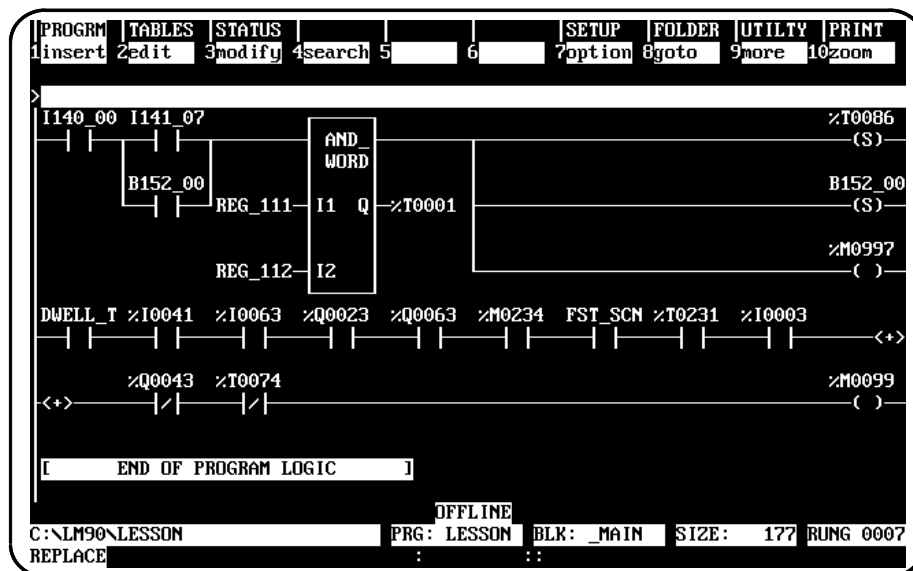 PROGRM TABLES STATUS SETUP FOLDER UTILTY PRINT
1insert 2edit 3modify 4search 5 6 7option 8goto 9more 10zoom
>
I140_00 I141_07 %T0086
AND_ (S)
WORD
B152_00 B152_00
REG_111 I1 Q %T0001 (S)
%M0997
REG_112 I2 ( )
DWELL_T %I0041 %I0063 %Q0023 %Q0063 %M0234 FST_SCN %T0231 %I0003
<+>
%Q0043 %T0074 %M0099
<+> / / ( )
[ END OF PROGRAM LOGIC ]
OFFLINE
C:\LM90\LESSON PRG: LESSON BLK: _MAIN SIZE: 177 RUNG 0007
REPLACE : ::